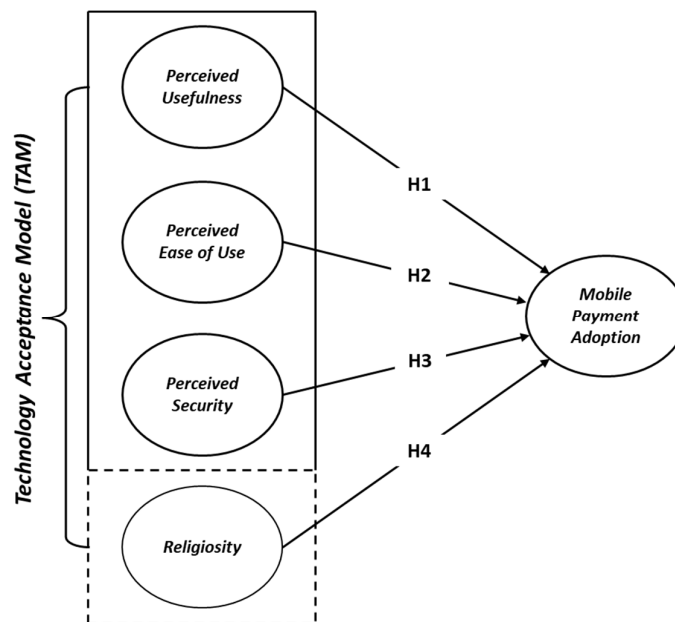 Technology Acceptance Model (TAM)
Perceived
Usefulness
Perceived
Ease of Use
Perceived
Security
Religiosity
H1
H2
H3
H4
Mobile
Payment
Adoption